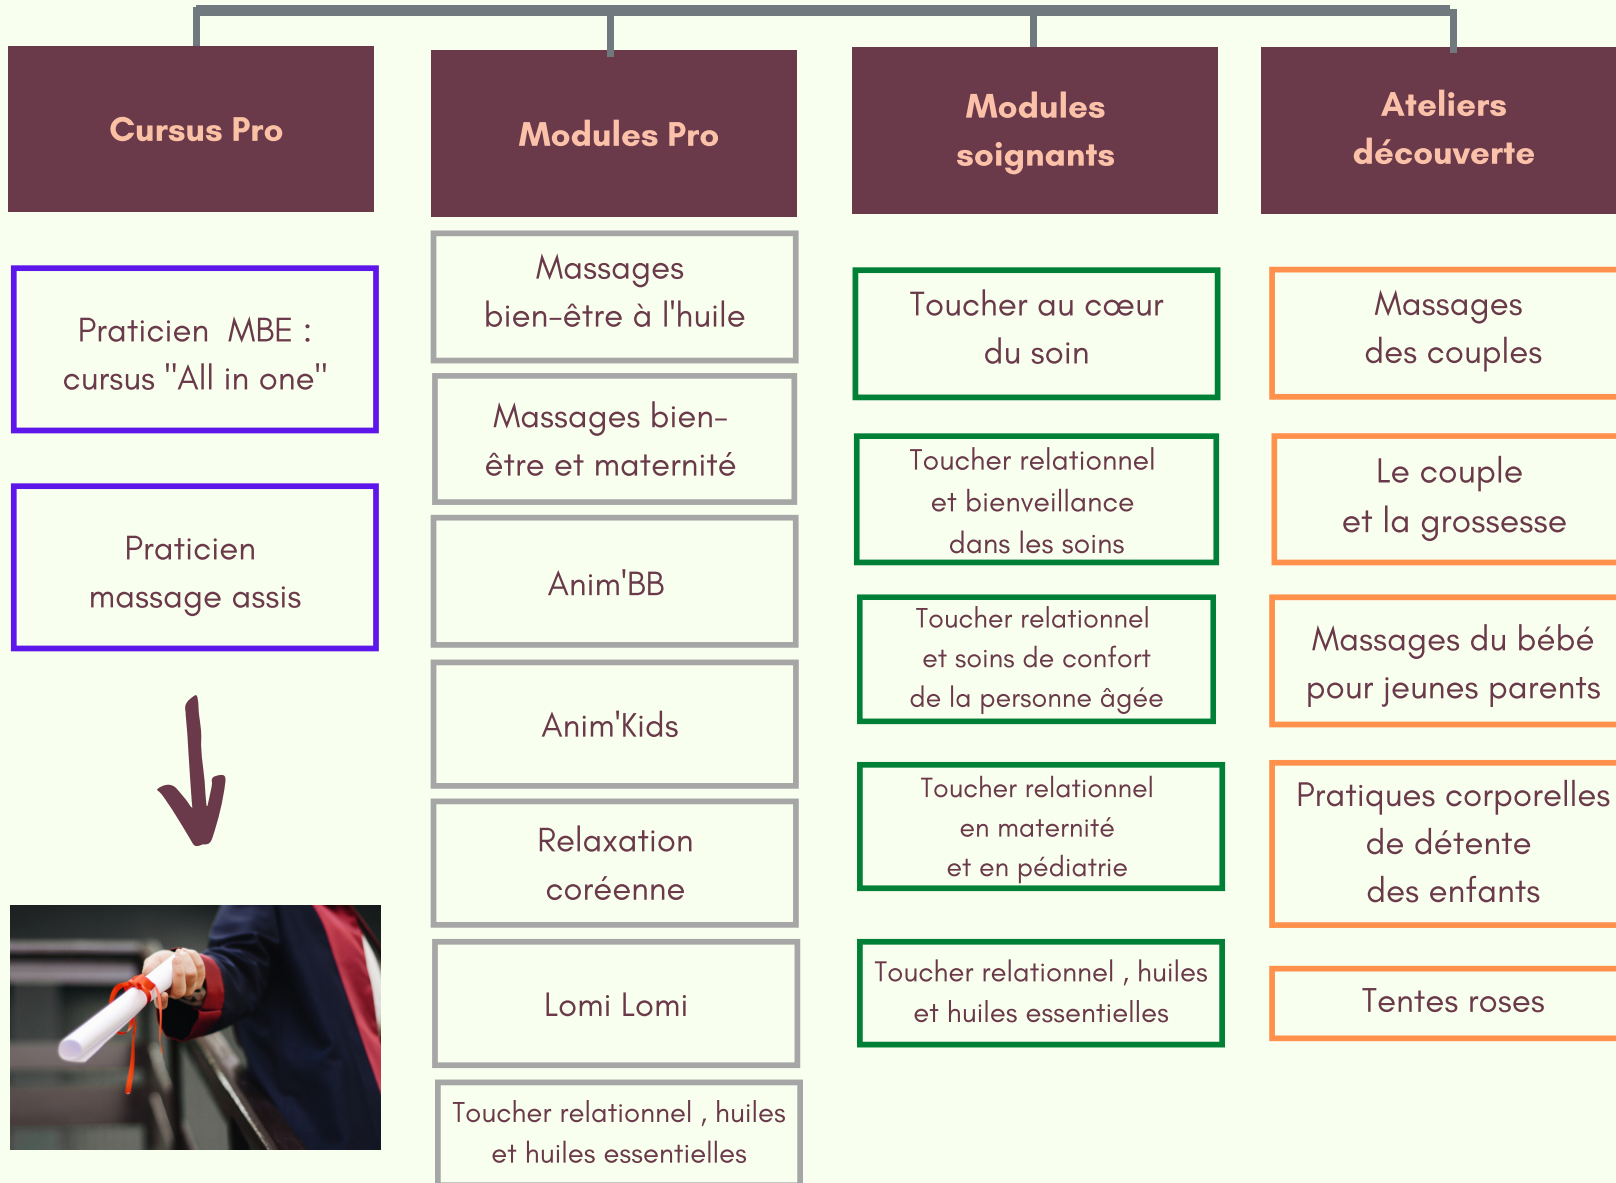 Cursus Pro
Praticien MBE :
cursus "All in one"
Praticien
massage assis
Modules Pro
Massages
bien-être à l'huile
Massages bien-
être et maternité
Anim'BB
Anim'Kids
Relaxation
coréenne
Lomi Lomi
Toucher relationnel , huiles
et huiles essentielles
Modules
soignants
Toucher au cœur
du soin
Toucher relationnel
et bienveillance
dans les soins
Toucher relationnel
et soins de confort
de la personne âgée
Toucher relationnel
en maternité
et en pédiatrie
Toucher relationnel , huiles
et huiles essentielles
Ateliers
découverte
Massages
des couples
Le couple
et la grossesse
Massages du bébé
pour jeunes parents
Pratiques corporelles
de détente
des enfants
Tentes roses